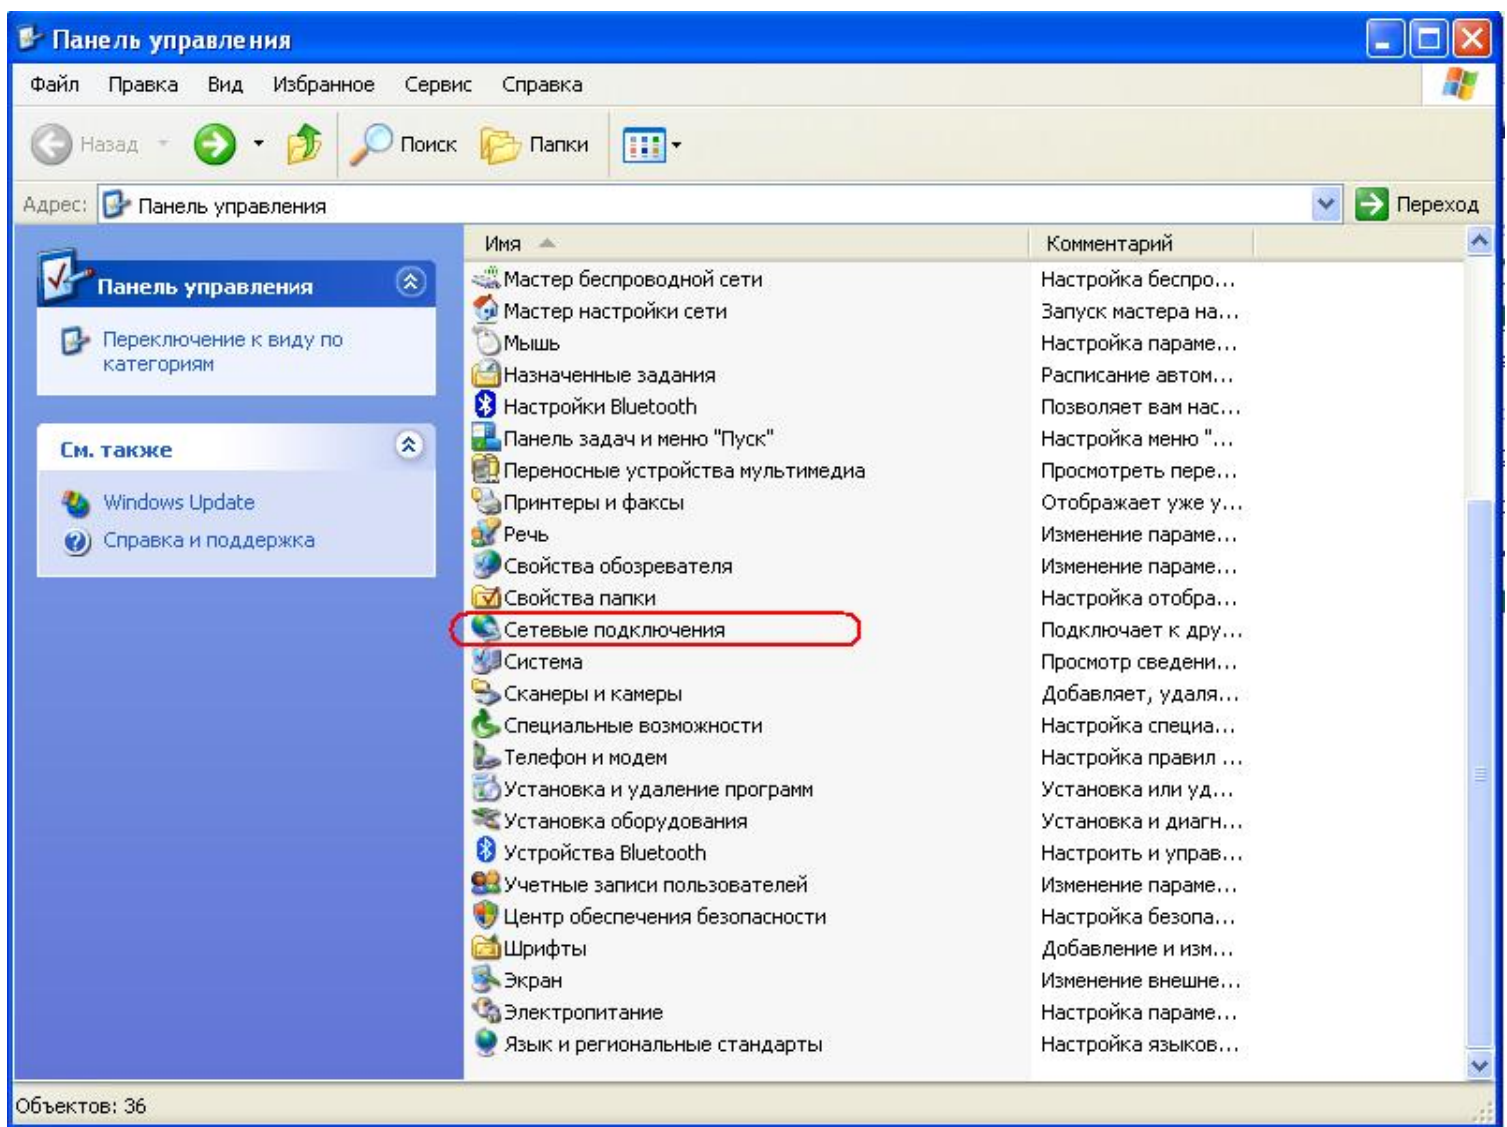 Панель управления
Файл Правка Вид Избранное Сервис Справка
Назад Поиск Папки
Адрес: Панель управления Переход
Панель управления
Переключение к виду по
категориям
См. также
Windows Update
Справка и поддержка
Имя Комментарий
Мастер беспроводной сети Настройка беспро...
Мастер настройки сети Запуск мастера на...
Мышь Настройка параме...
Назначенные задания Расписание автом...
Настройки Bluetooth Позволяет вам нас...
Панель задач и меню "Пуск" Настройка меню "...
Переносные устройства мультимедиа Просмотреть пере...
Принтеры и факсы Отображает уже у...
Речь Изменение параме...
Свойства обозревателя Изменение параме...
Свойства папки Настройка отобра...
Сетевые подключения Подключает к дру...
Система Просмотр сведени...
Сканеры и камеры Добавляет, удаля...
Специальные возможности Настройка специа...
Телефон и модем Настройка правил ...
Установка и удаление программ Установка или уд...
Установка оборудования Установка и диагн...
Устройства Bluetooth Настроить и управ...
Учетные записи пользователей Изменение параме...
Центр обеспечения безопасности Настройка безопа...
Шрифты Добавление и изм...
Экран Изменение внешне...
Электропитание Настройка параме...
Язык и региональные стандарты Настройка языков...
Объектов: 36